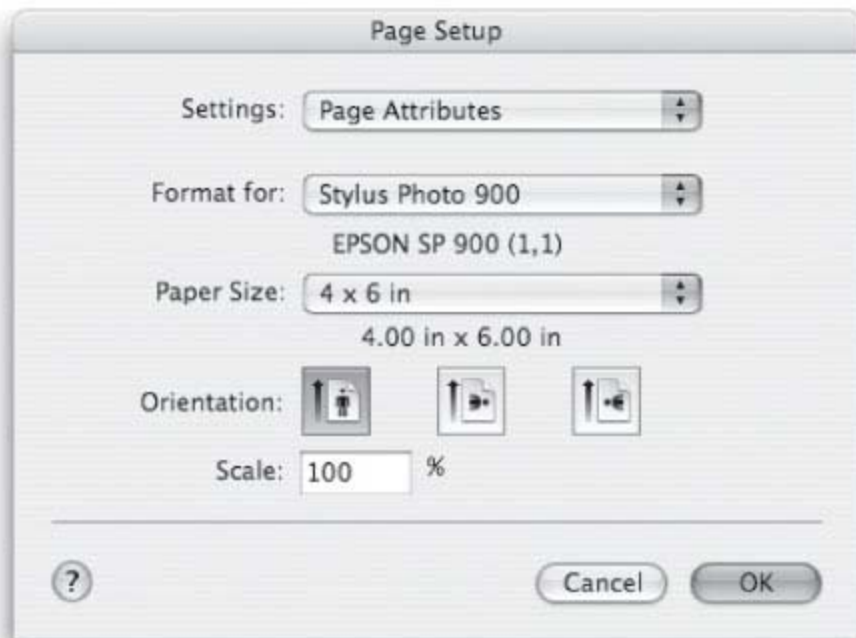 Page Setup
Settings: Page Attributes
Format for: Stylus Photo 900
EPSON SP 900 (1,1)
Paper Size: 4 x 6 in
4.00 in x 6.00 in
Orientation:
Scale: 100 %
? Cancel OK